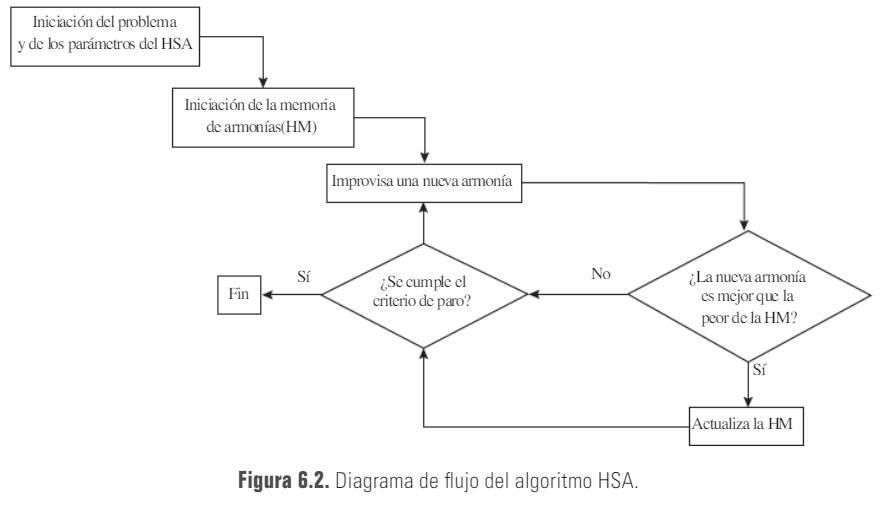 Iniciación del problema
y de los parámetros del HSA
Iniciación de la memoria
de armonías(HM)
Improvisa una nueva armonía
¿Se cumple el
criterio de paro?
Sí
Fin
No
¿La nueva armonía
es mejor que la
peor de la HM?
Sí
Actualiza la HM
Figura 6.2. Diagrama de flujo del algoritmo HSA.